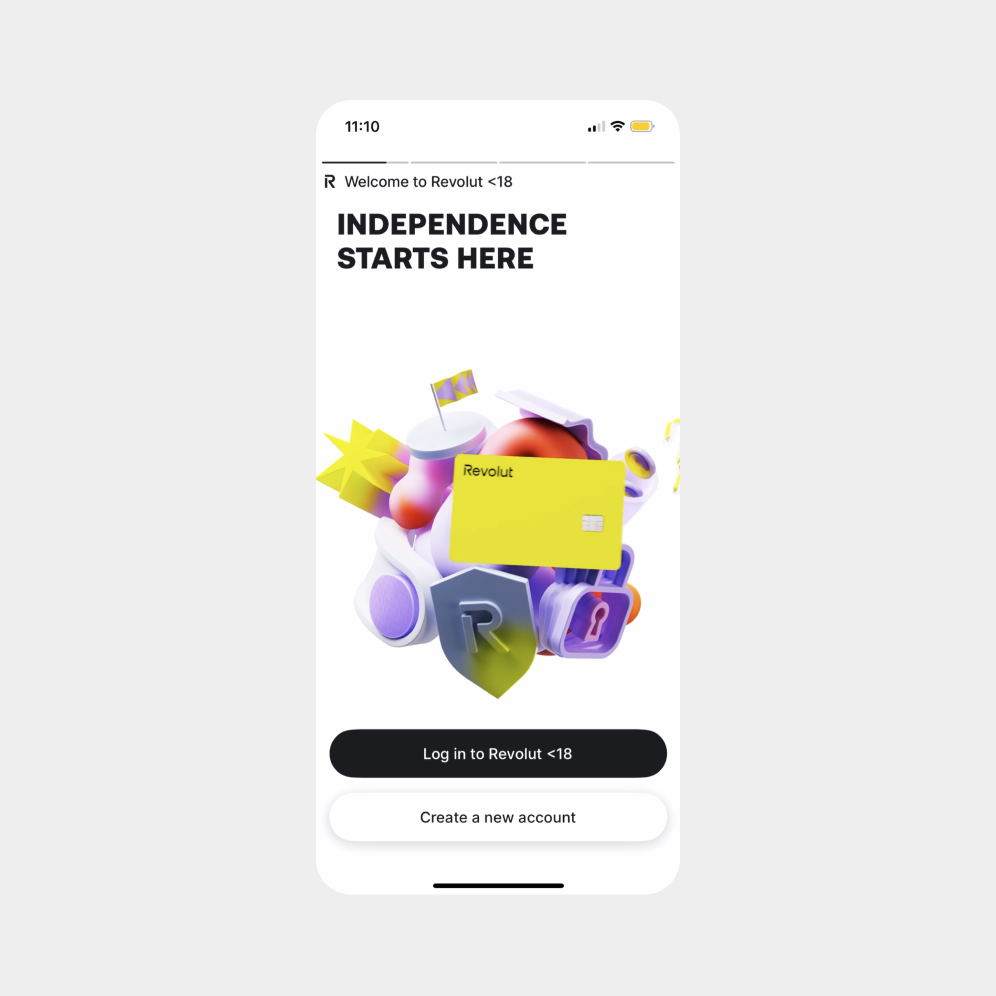 11:10
Welcome to Revolut <18
INDEPENDENCE
STARTS HERE
Revolut
R
Log in to Revolut <18
Create a new account